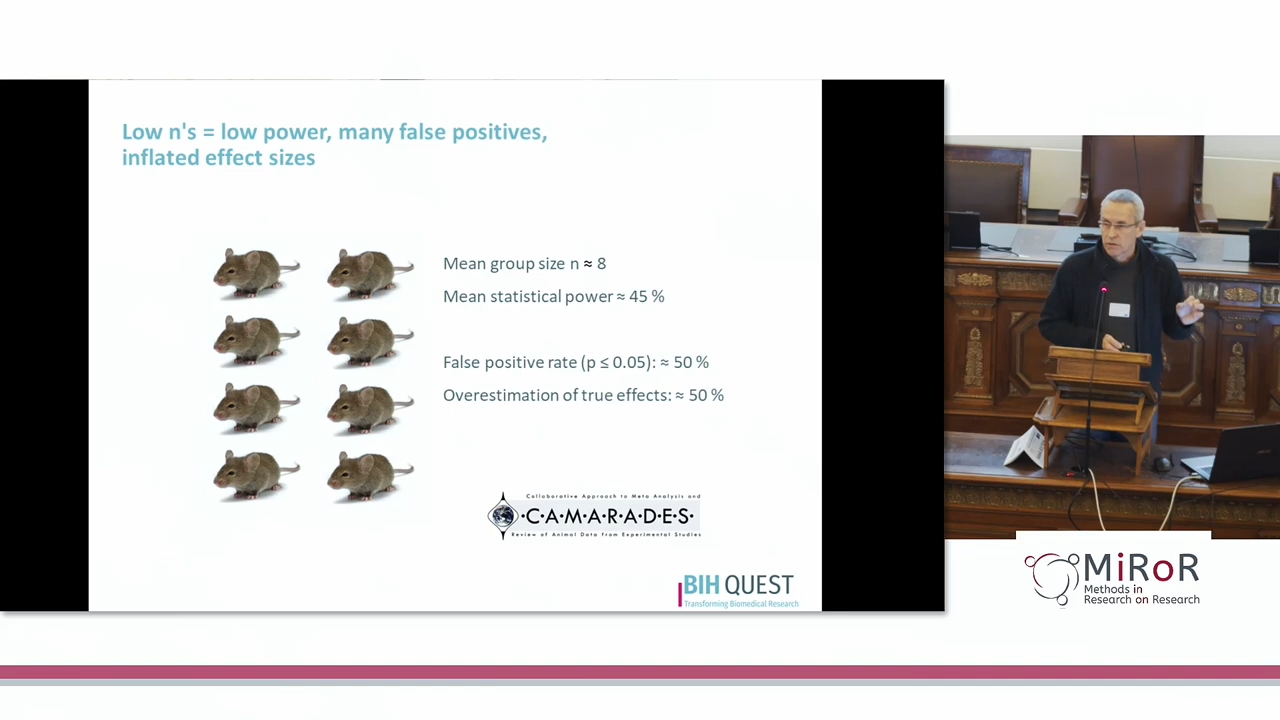 Low n's = low power, many false positives,
inflated effect sizes
Mean group size n ≈ 8
Mean statistical power ≈ 45 %
False positive rate (p ≤ 0.05): ≈ 50 %
Overestimation of true effects: ≈ 50 %
Collaborative Approach to Meta Analysis and
·C·A·M·A·R·A·D·E·S·
Review of Animal Data from Experimental Studies
BIH QUEST
Transforming Biomedical Research
MiRoR
Methods in
Research on Research